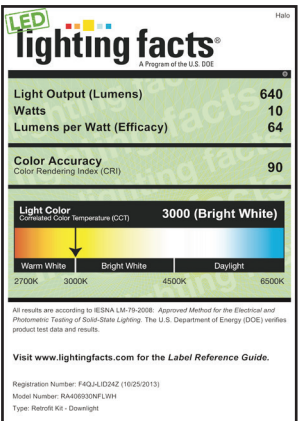 Halo
LED
lighting facts®
A Program of the U.S. DOE
Light Output (Lumens) 640
Watts 10
Lumens per Watt (Efficacy) 64
Color Accuracy
Color Rendering Index (CRI) 90
Light Color
Correlated Color Temperature (CCT) 3000 (Bright White)
Warm White Bright White Daylight
2700K 3000K 4500K 6500K
All results are according to IESNA LM-79-2008: Approved Method for the Electrical and
Photometric Testing of Solid-State Lighting. The U.S. Department of Energy (DOE) verifies
product test data and results.
Visit www.lightingfacts.com for the Label Reference Guide.
Registration Number: F4QJ-LID24Z (10/25/2013)
Model Number: RA406930NFLWH
Type: Retrofit Kit - Downlight